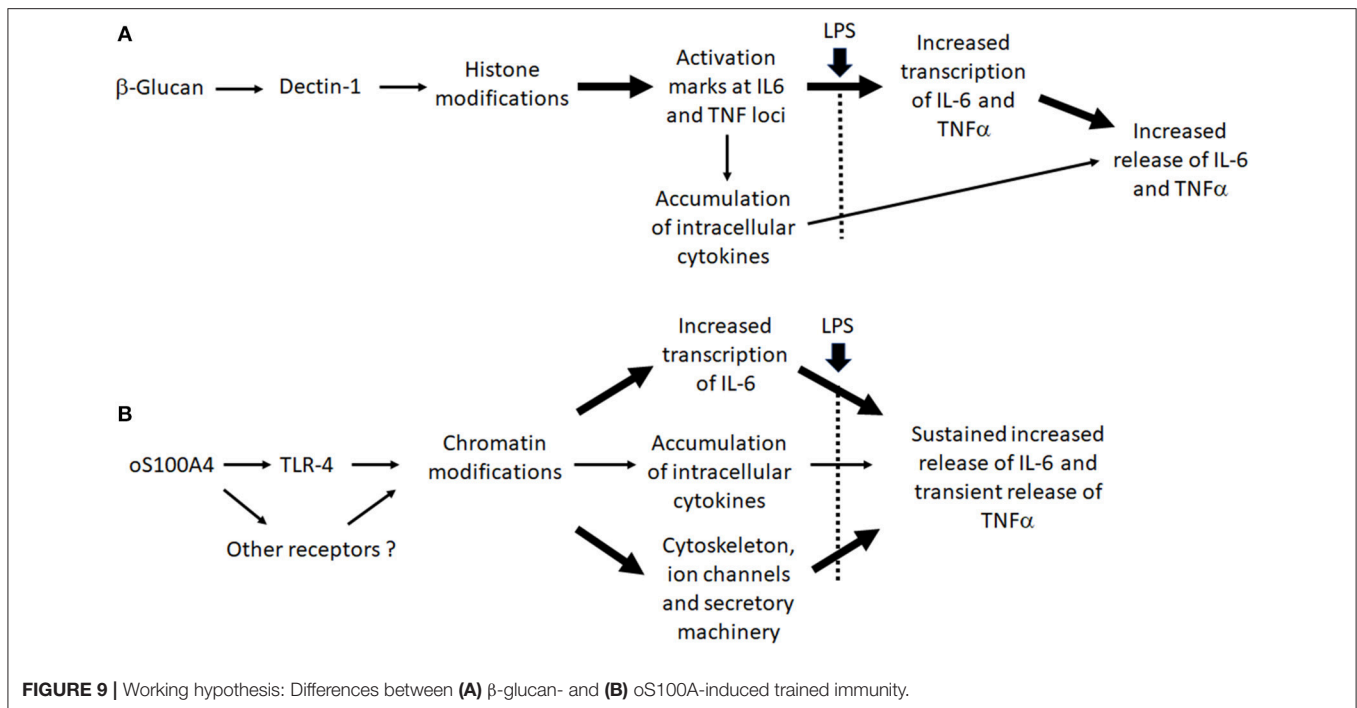 A
β-Glucan
Dectin-1
Histone
modifications
Activation
marks at IL6
and TNF loci
LPS
Increased
transcription
of IL-6 and
TNFα
Increased
release of IL-6
and TNFα
Accumulation
of intracellular
cytokines
B
oS100A4
TLR-4
Other receptors ?
Chromatin
modifications
Increased
transcription
of IL-6
LPS
Accumulation
of intracellular
cytokines
Cytoskeleton,
ion channels
and secretory
machinery
Sustained increased
release of IL-6 and
transient release of
TNFα
FIGURE 9 | Working hypothesis: Differences between (A) β-glucan- and (B) oS100A-induced trained immunity.